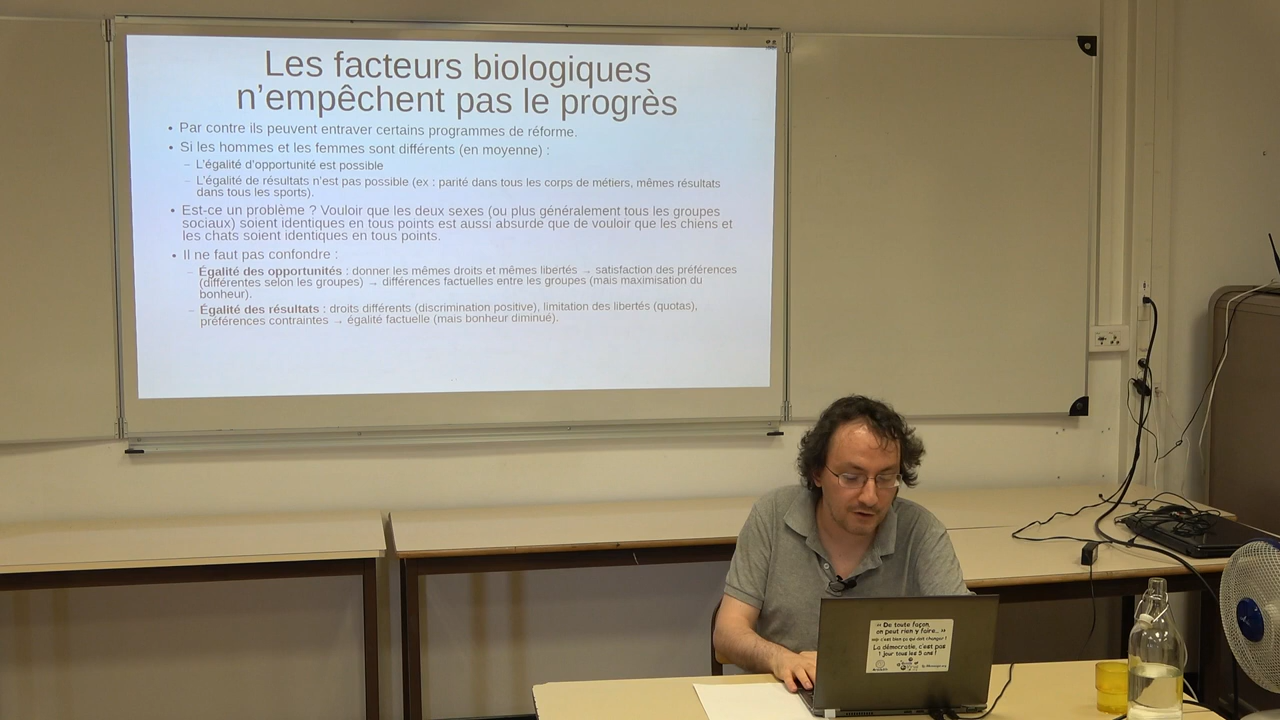 Les facteurs biologiques
n'empêchent pas le progrès
• Par contre ils peuvent entraver certains programmes de réforme.
• Si les hommes et les femmes sont différents (en moyenne) :
– L'égalité d'opportunité est possible
– L'égalité de résultats n'est pas possible (ex : parité dans tous les corps de métiers, mêmes résultats
dans tous les sports).
• Est-ce un problème ? Vouloir que les deux sexes (ou plus généralement tous les groupes
sociaux) soient identiques en tous points est aussi absurde que de vouloir que les chiens et
les chats soient identiques en tous points.
• Il ne faut pas confondre :
– Égalité des opportunités : donner les mêmes droits et mêmes libertés → satisfaction des préférences
(différentes selon les groupes) → différences factuelles entre les groupes (mais maximisation du
bonheur).
– Égalité des résultats : droits différents (discrimination positive), limitation des libertés (quotas),
préférences contraintes → égalité factuelle (mais bonheur diminué).
" De toute façon,
on peut rien y faire... "
La démocratie, c'est pas
1 jour tous les 5 ans !